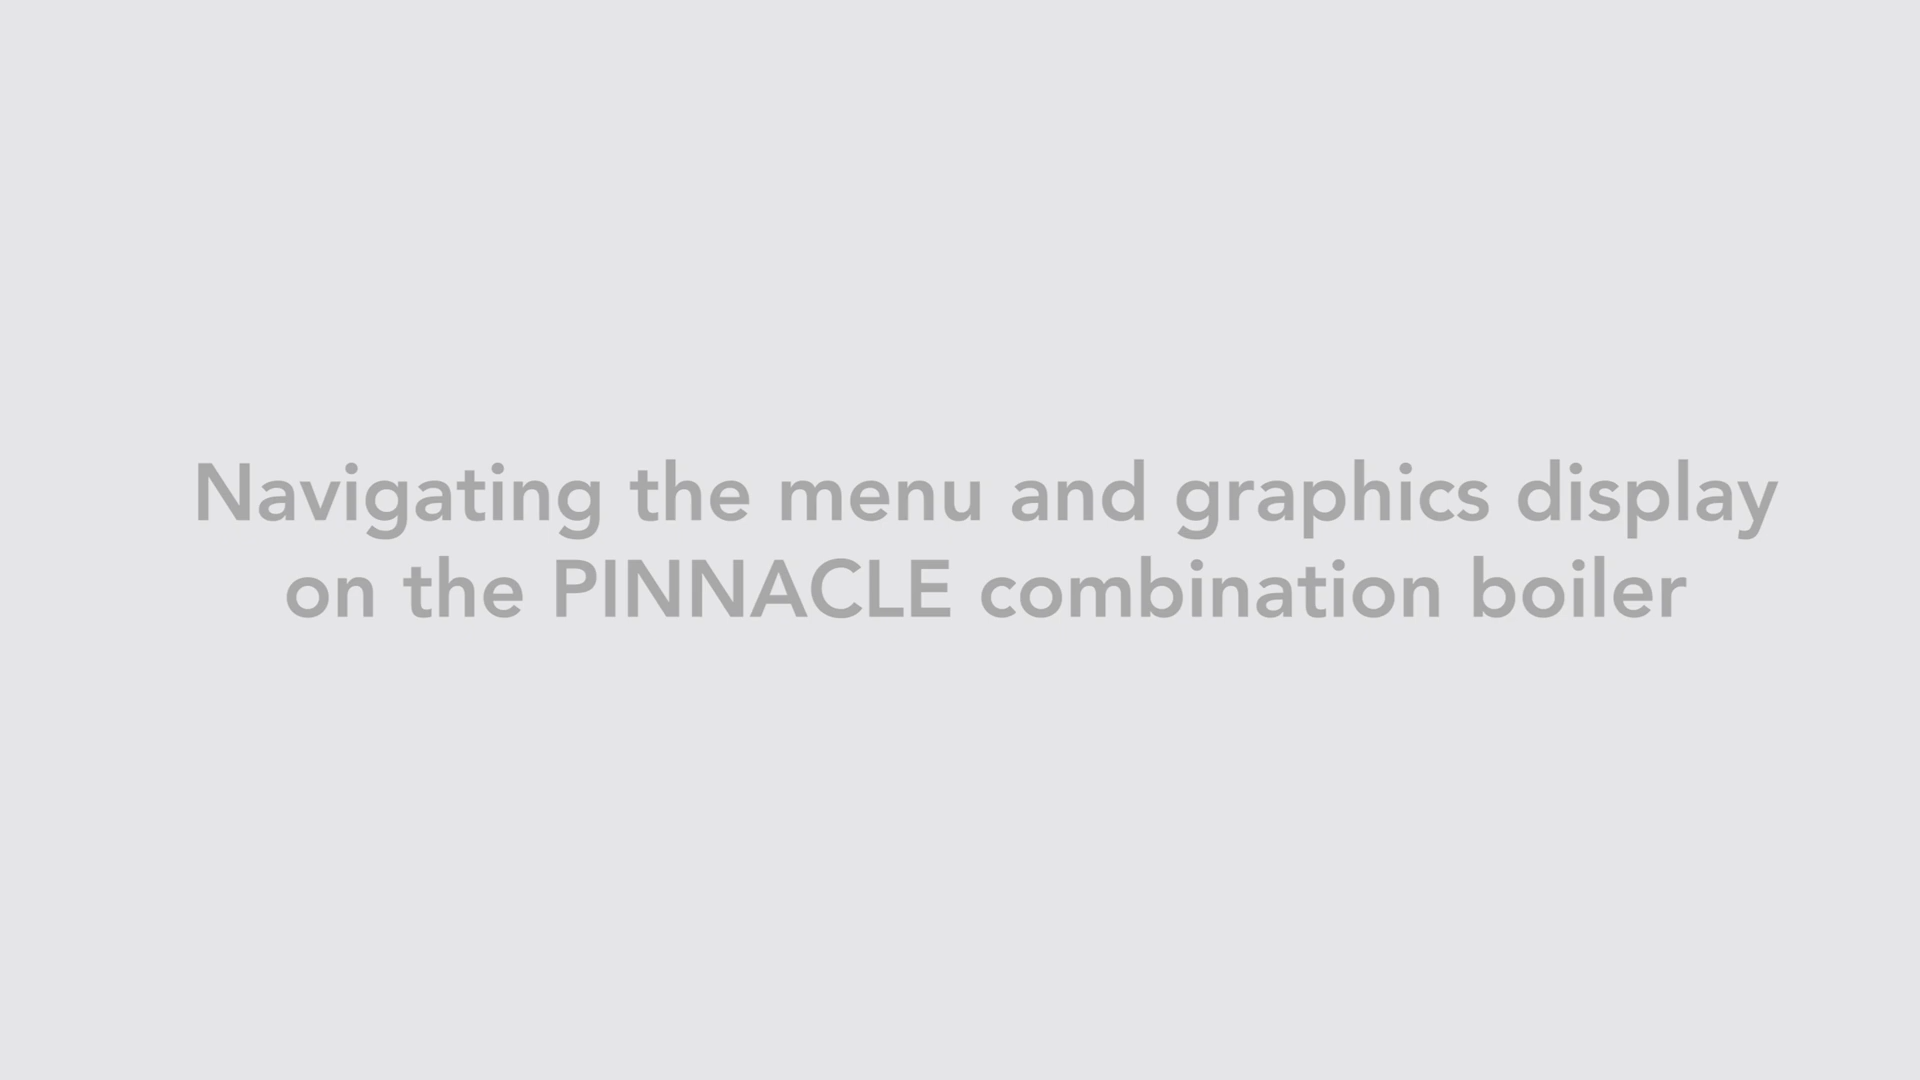 Navigating the menu and graphics display
on the PINNACLE combination boiler